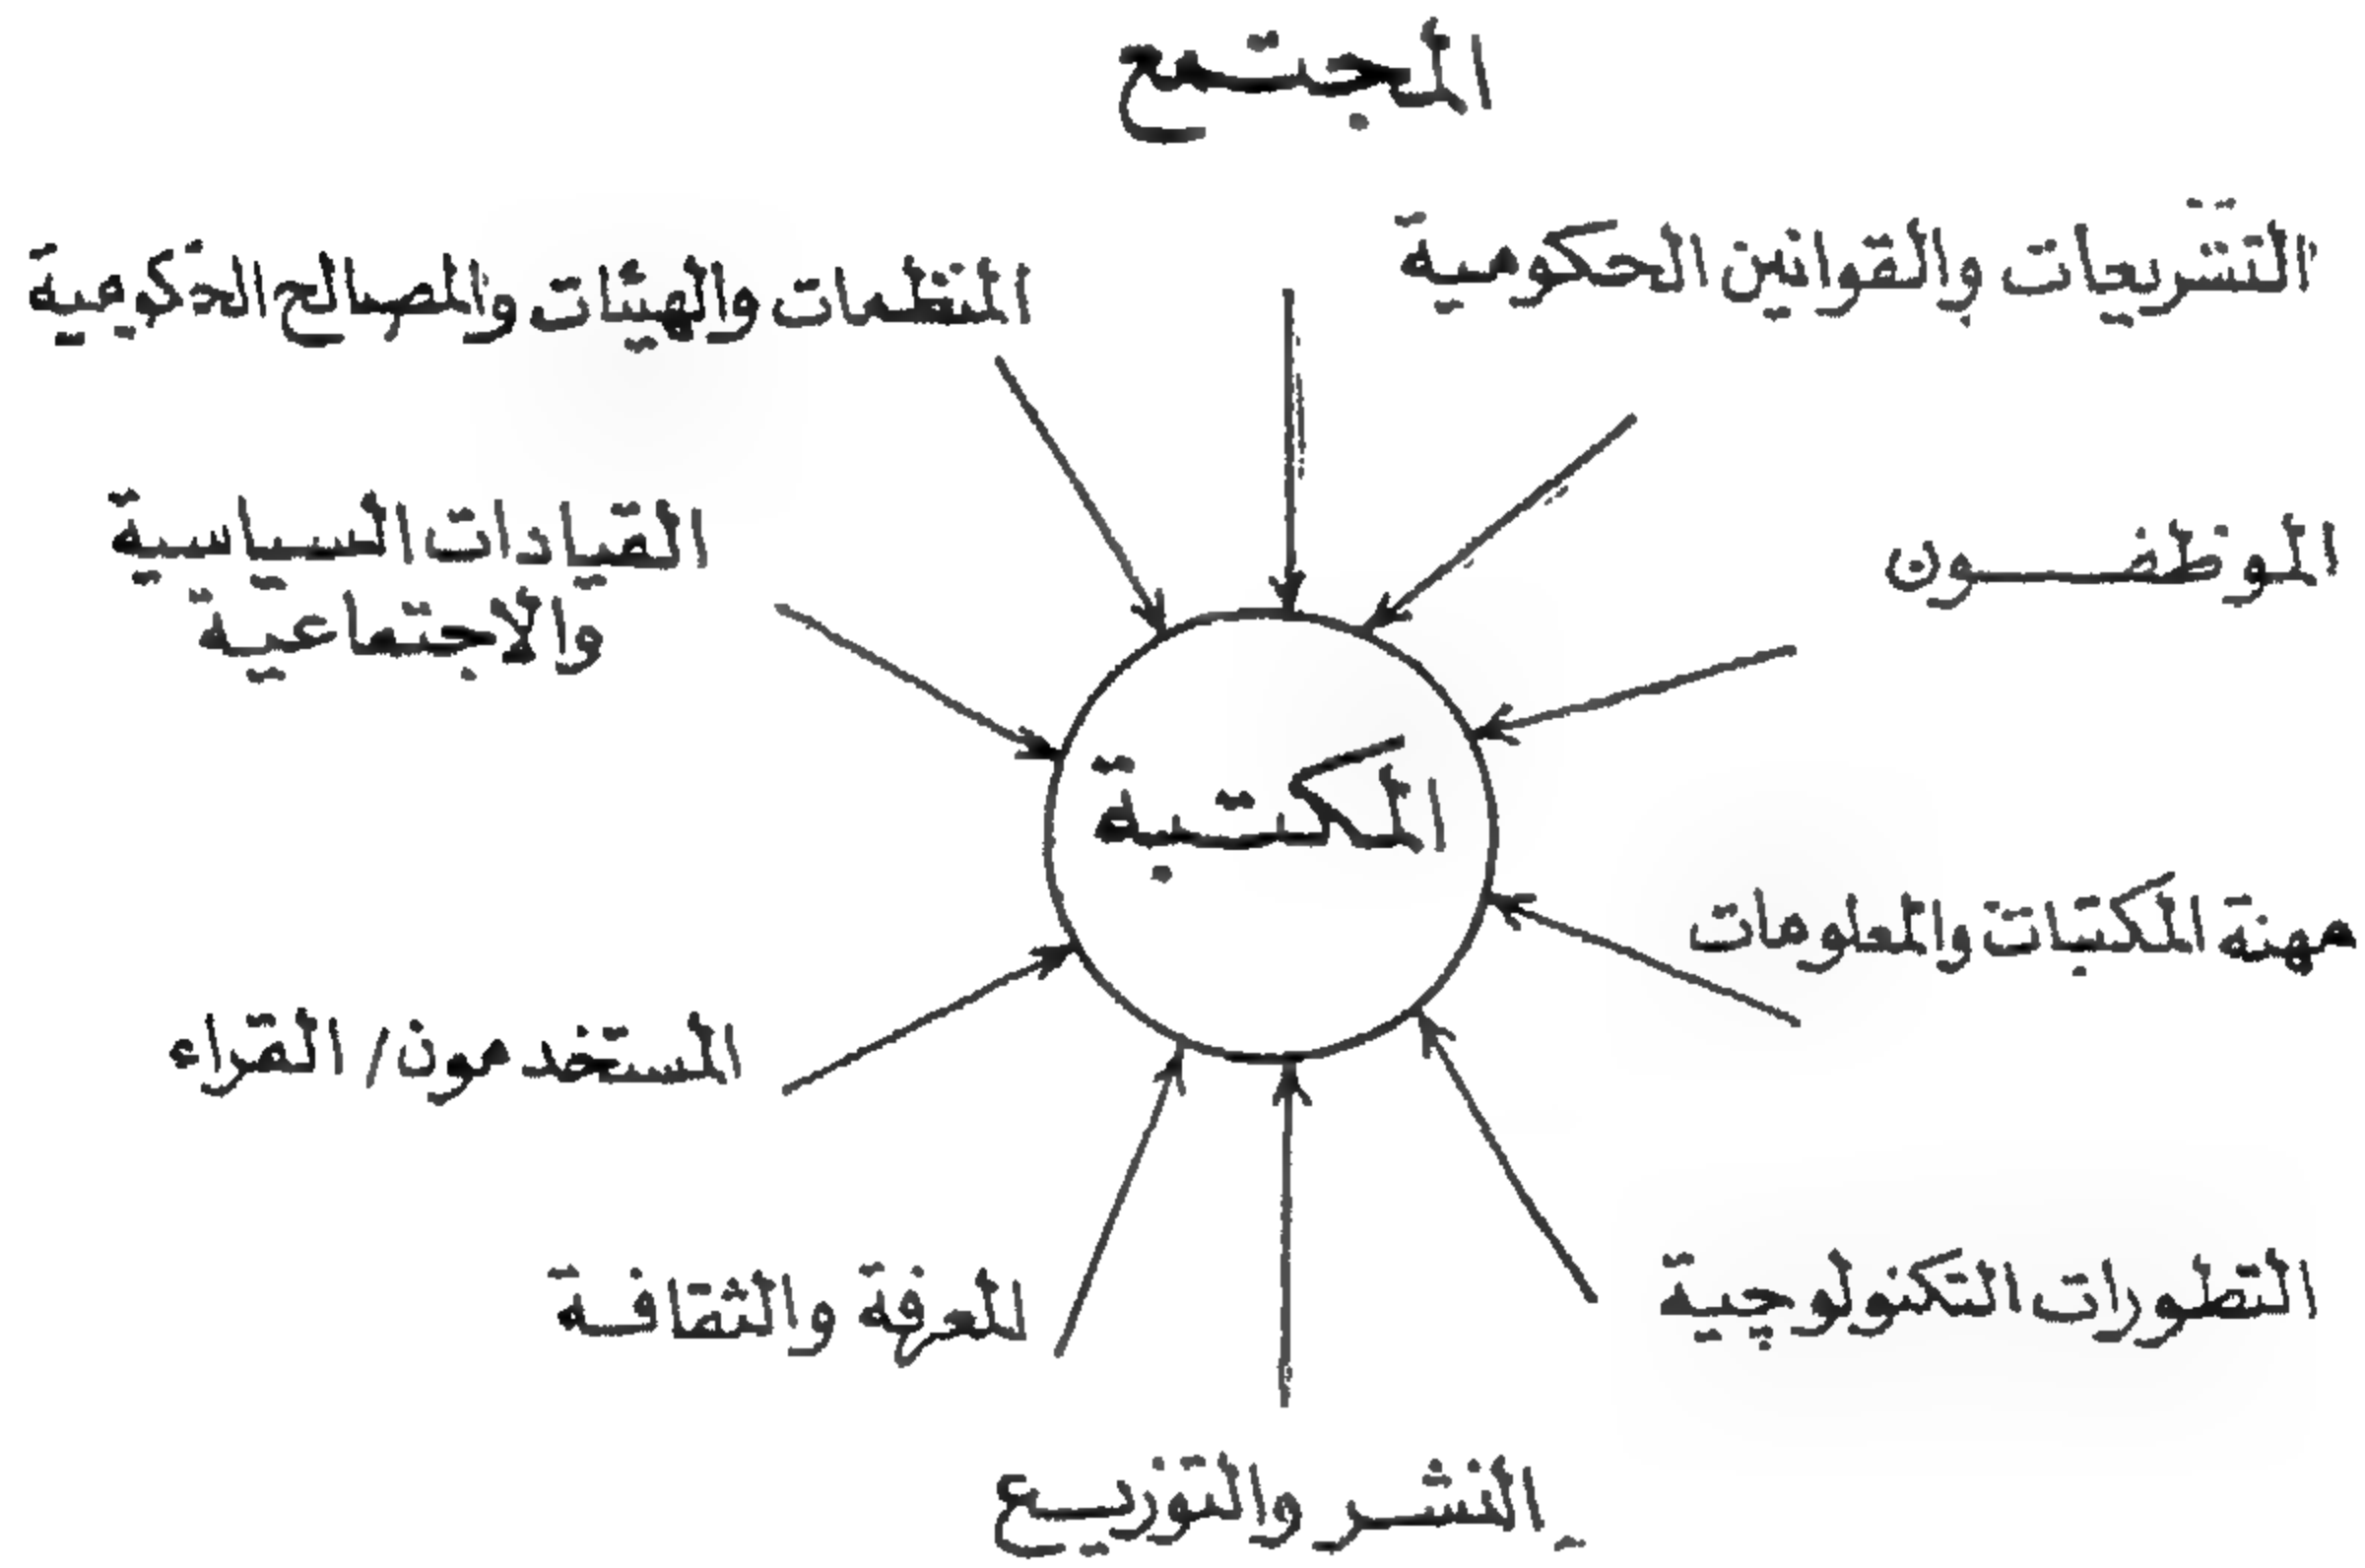 المجتمع
التشريعات والقوانين الحكومية
المنظمات والهيئات والمصالح الحكومية
الموظفون
القيادات السياسية
والاجتماعية
المكتبة
مهنة المكتبات والمعلومات
المستخدمون/ القراء
التطورات التكنولوجية
المعرفة والثقافة
النشر والتوزيع